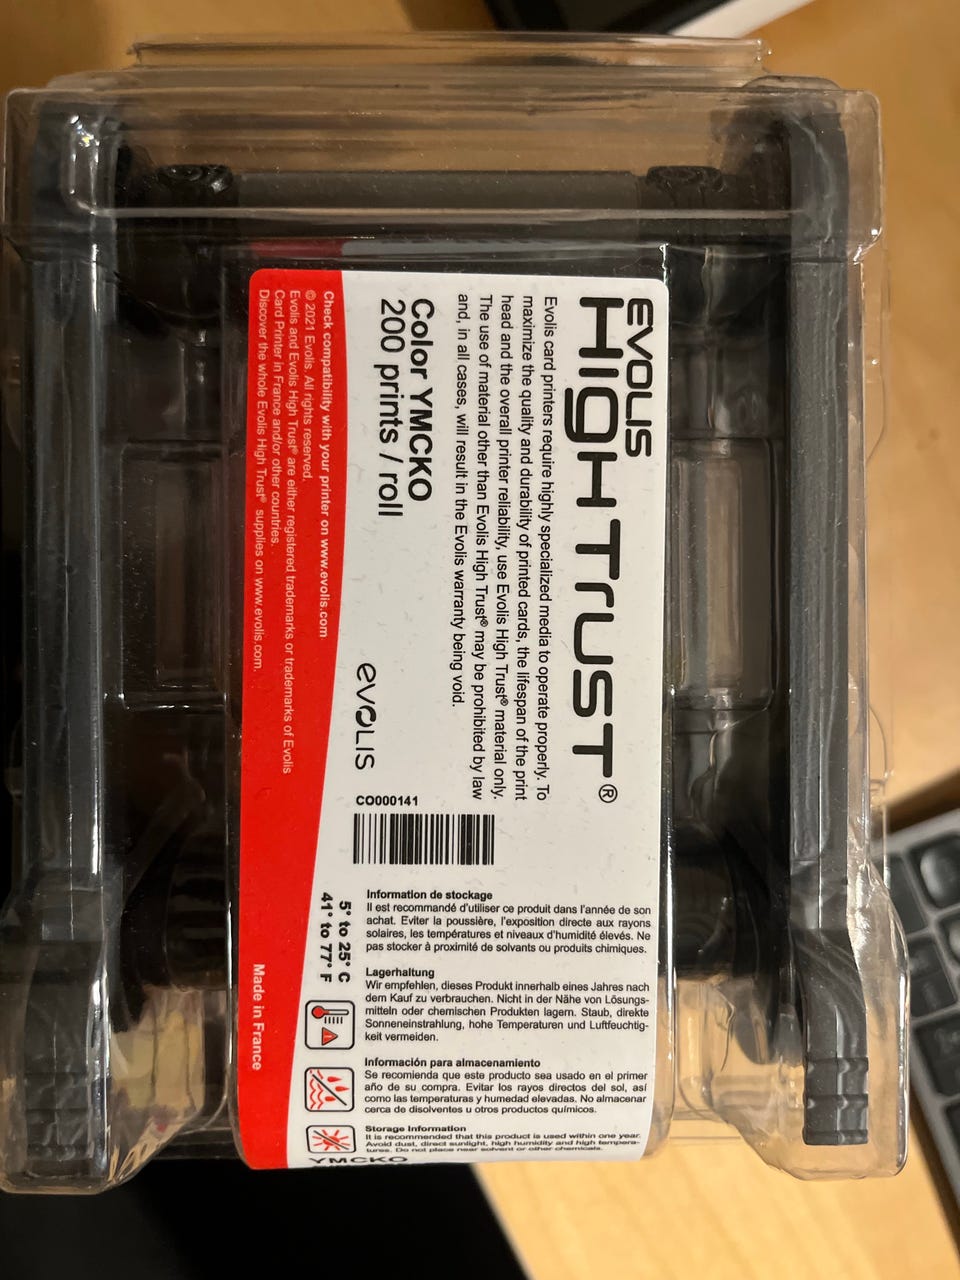 EVOLIS
HIGH TRUST®
Evolis card printers require highly specialized media to operate properly. To
maximize the quality and durability of printed cards, the lifespan of the print
head and the overall printer reliability, use Evolis High Trust® material only.
The use of material other than Evolis High Trust® may be prohibited by law
and, in all cases, will result in the Evolis warranty being void.
Color YMCKO
200 prints / roll
evolis
Check compatibility with your printer on www.evolis.com
© 2021 Evolis. All rights reserved.
Evolis and Evolis High Trust® are either registered trademarks or trademarks of Evolis
Card Printer in France and/or other countries.
Discover the whole Evolis High Trust® supplies on www.evolis.com.
CO000141
Information de stockage
Il est recommandé d'utiliser ce produit dans l'année de son
achat. Eviter la poussière, l'exposition directe aux rayons
solaires, les températures et niveaux d'humidité élevés. Ne
pas stocker à proximité de solvants ou produits chimiques.
Lagerhaltung
Wir empfehlen, dieses Produkt innerhalb eines Jahres nach
dem Kauf zu verbrauchen. Nicht in der Nähe von Lösungs-
mitteln oder chemischen Produkten lagern. Staub, direkte
Sonneneinstrahlung, hohe Temperaturen und Luftfeuchtig-
keit vermeiden.
Información para almacenamiento
Se recomienda que este producto sea usado en el primer
año de su compra. Evitar los rayos directos del sol, así
como las temperaturas y humedad elevadas. No almacenar
cerca de disolventes u otros productos químicos.
Storage Information
It is recommended that this product is used within one year.
Avoid dust, direct sunlight, high humidity and high tempera-
tures. Do not place near solvent or other chemicals.
5° to 25° C
41° to 77° F
Made in France
YMCKO